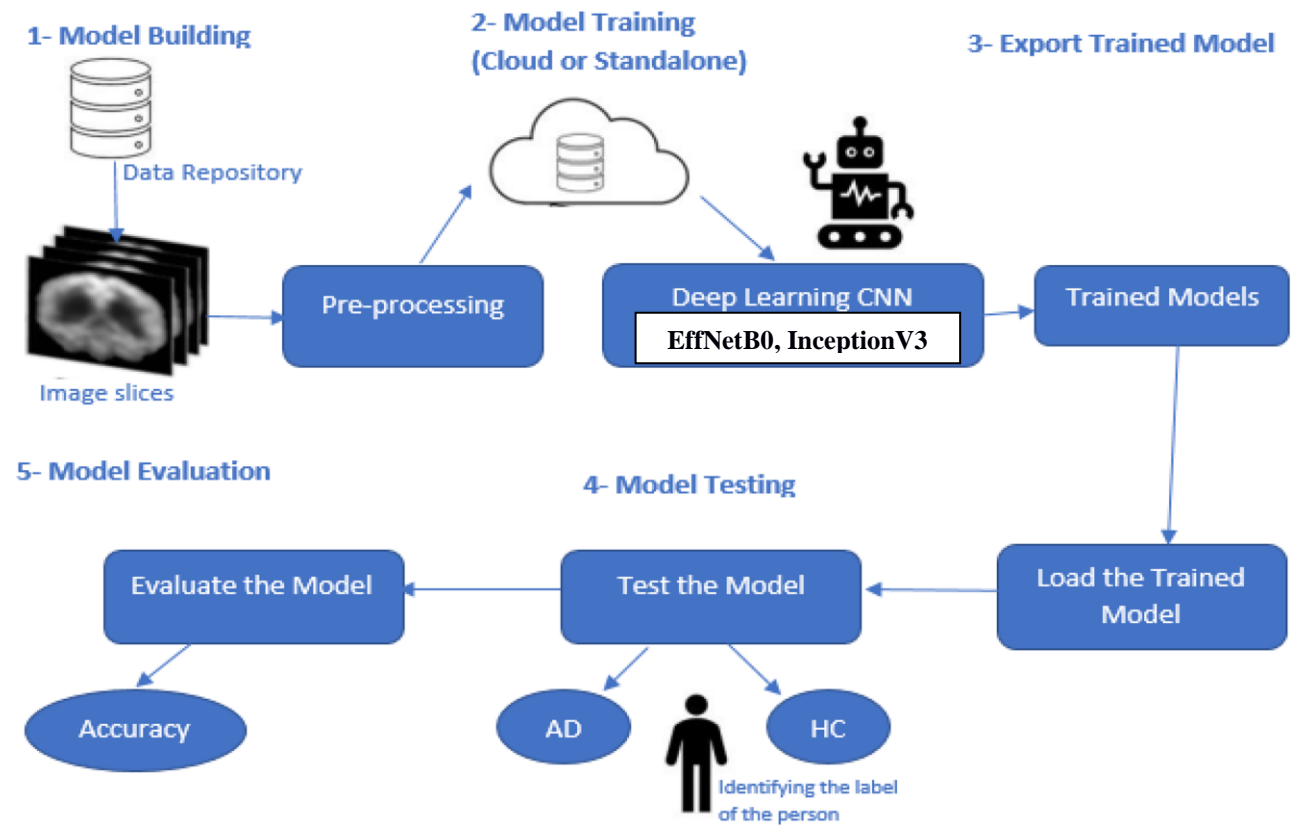 1- Model Building
2- Model Training
(Cloud or Standalone)
3- Export Trained Model
Data Repository
Image slices
Pre-processing
Deep Learning CNN
EffNetB0, InceptionV3
Trained Models
5- Model Evaluation
4- Model Testing
Evaluate the Model
Test the Model
Load the Trained
Model
Accuracy
AD
HC
Identifying the label
of the person